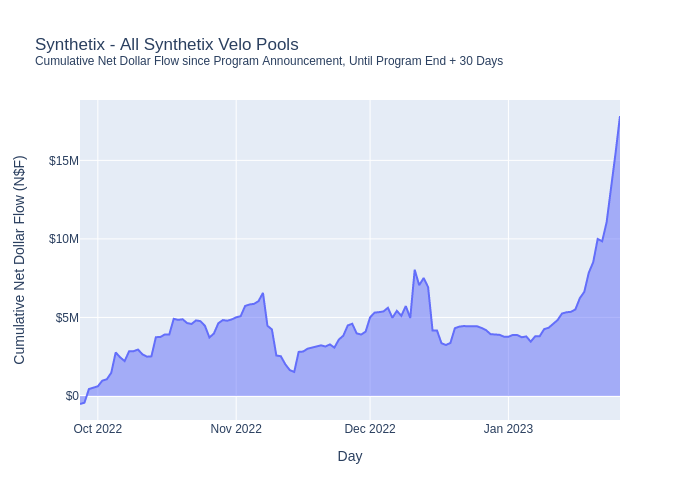 Synthetix - All Synthetix Velo Pools
Cumulative Net Dollar Flow since Program Announcement, Until Program End + 30 Days
Cumulative Net Dollar Flow (N$F)
$15M
$10M
$5M
$0
Oct 2022
Nov 2022
Dec 2022
Jan 2023
Day